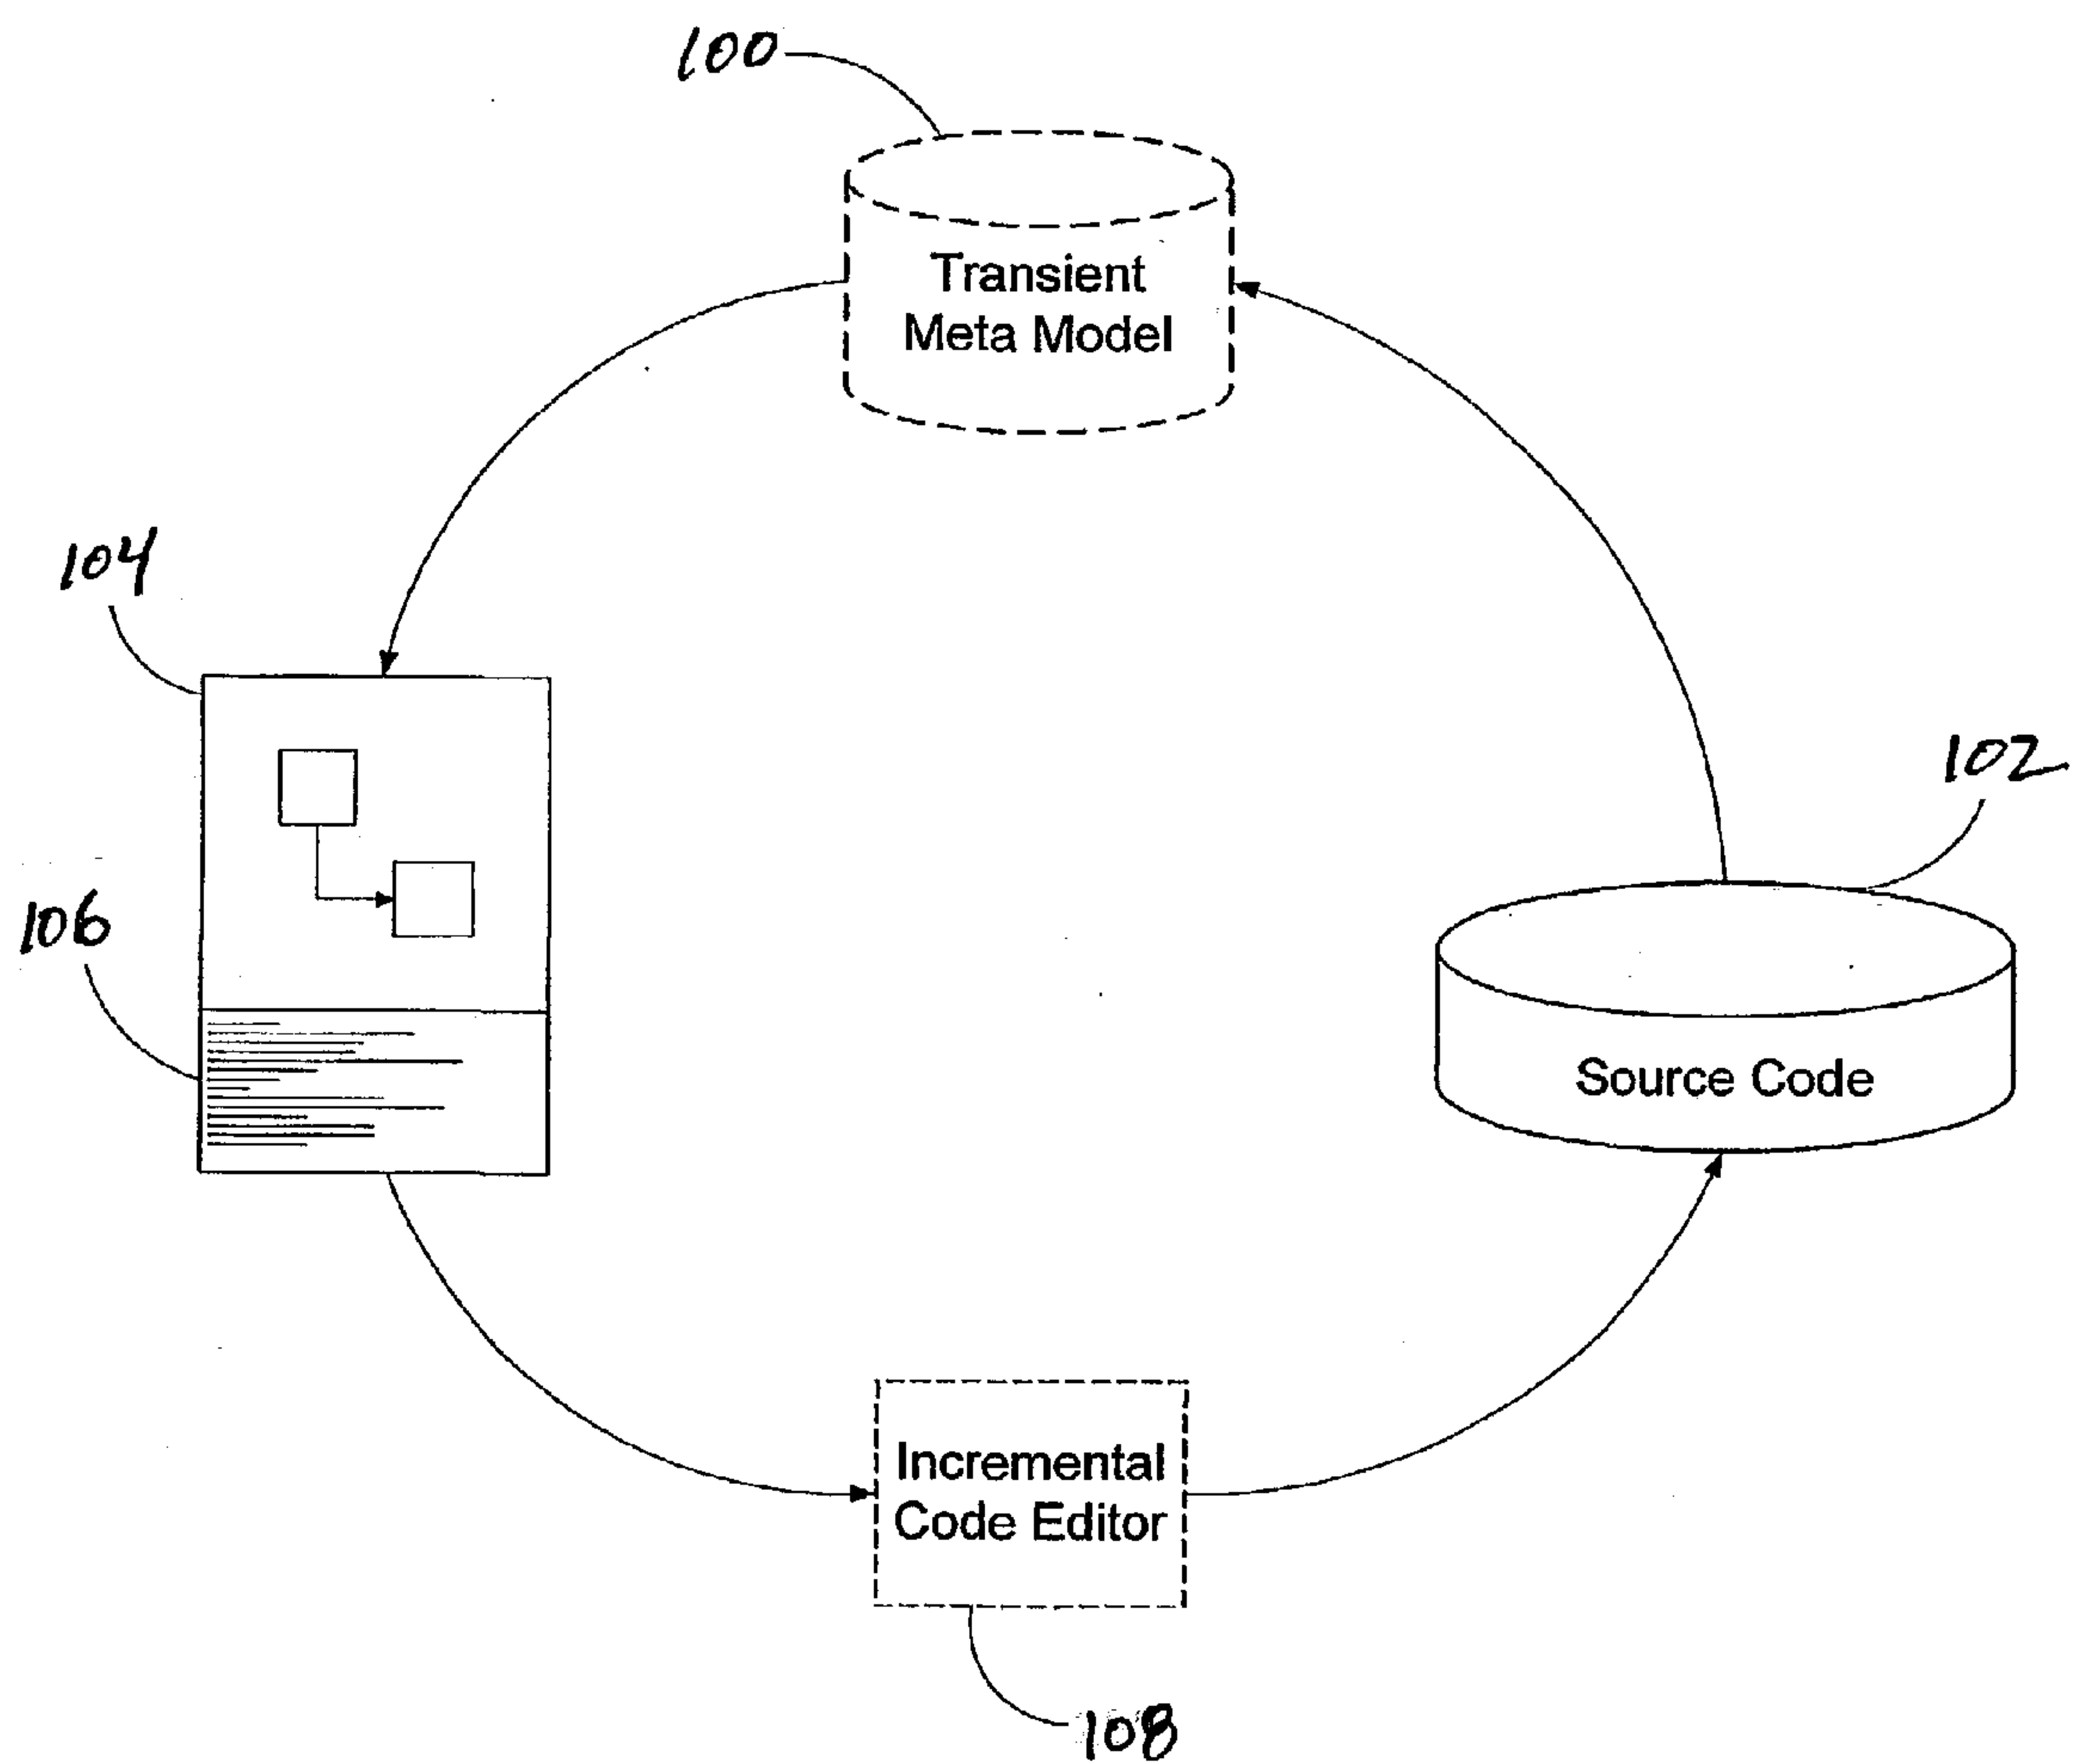 100
Transient
Meta Model
104
102
106
Source Code
Incremental
Code Editor
108